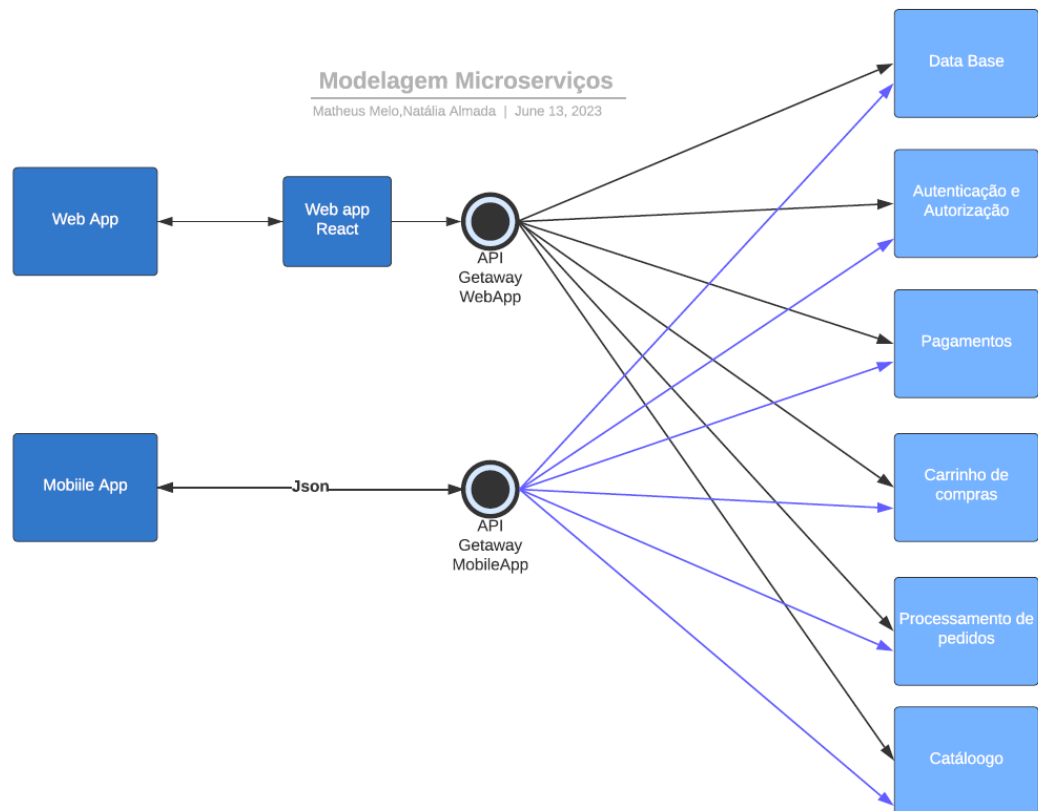 Modelagem Microserviços
Matheus Melo,Natália Almada | June 13, 2023
Data Base
Autenticação e
Autorização
Web App
Web app
React
API
Getaway
WebApp
Pagamentos
Mobiile App
Json
API
Getaway
MobileApp
Carrinho de
compras
Processamento de
pedidos
Catáloogo